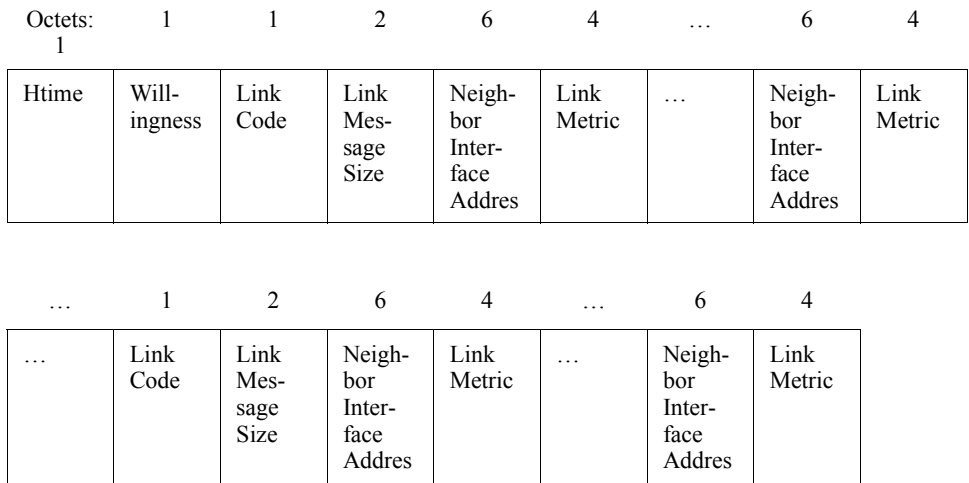 Octets: 1 1 2 6 4 … 6 4
1
Htime Will- Link Link Neigh- Link … Neigh- Link
ingness Code Mes- bor Metric bor Metric
sage Inter- Inter-
Size face face
Addres Addres
… 1 2 6 4 … 6 4
… Link Link Neigh- Link … Neigh- Link
Code Mes- bor Metric bor Metric
sage Inter- Inter-
Size face face
Addres Addres